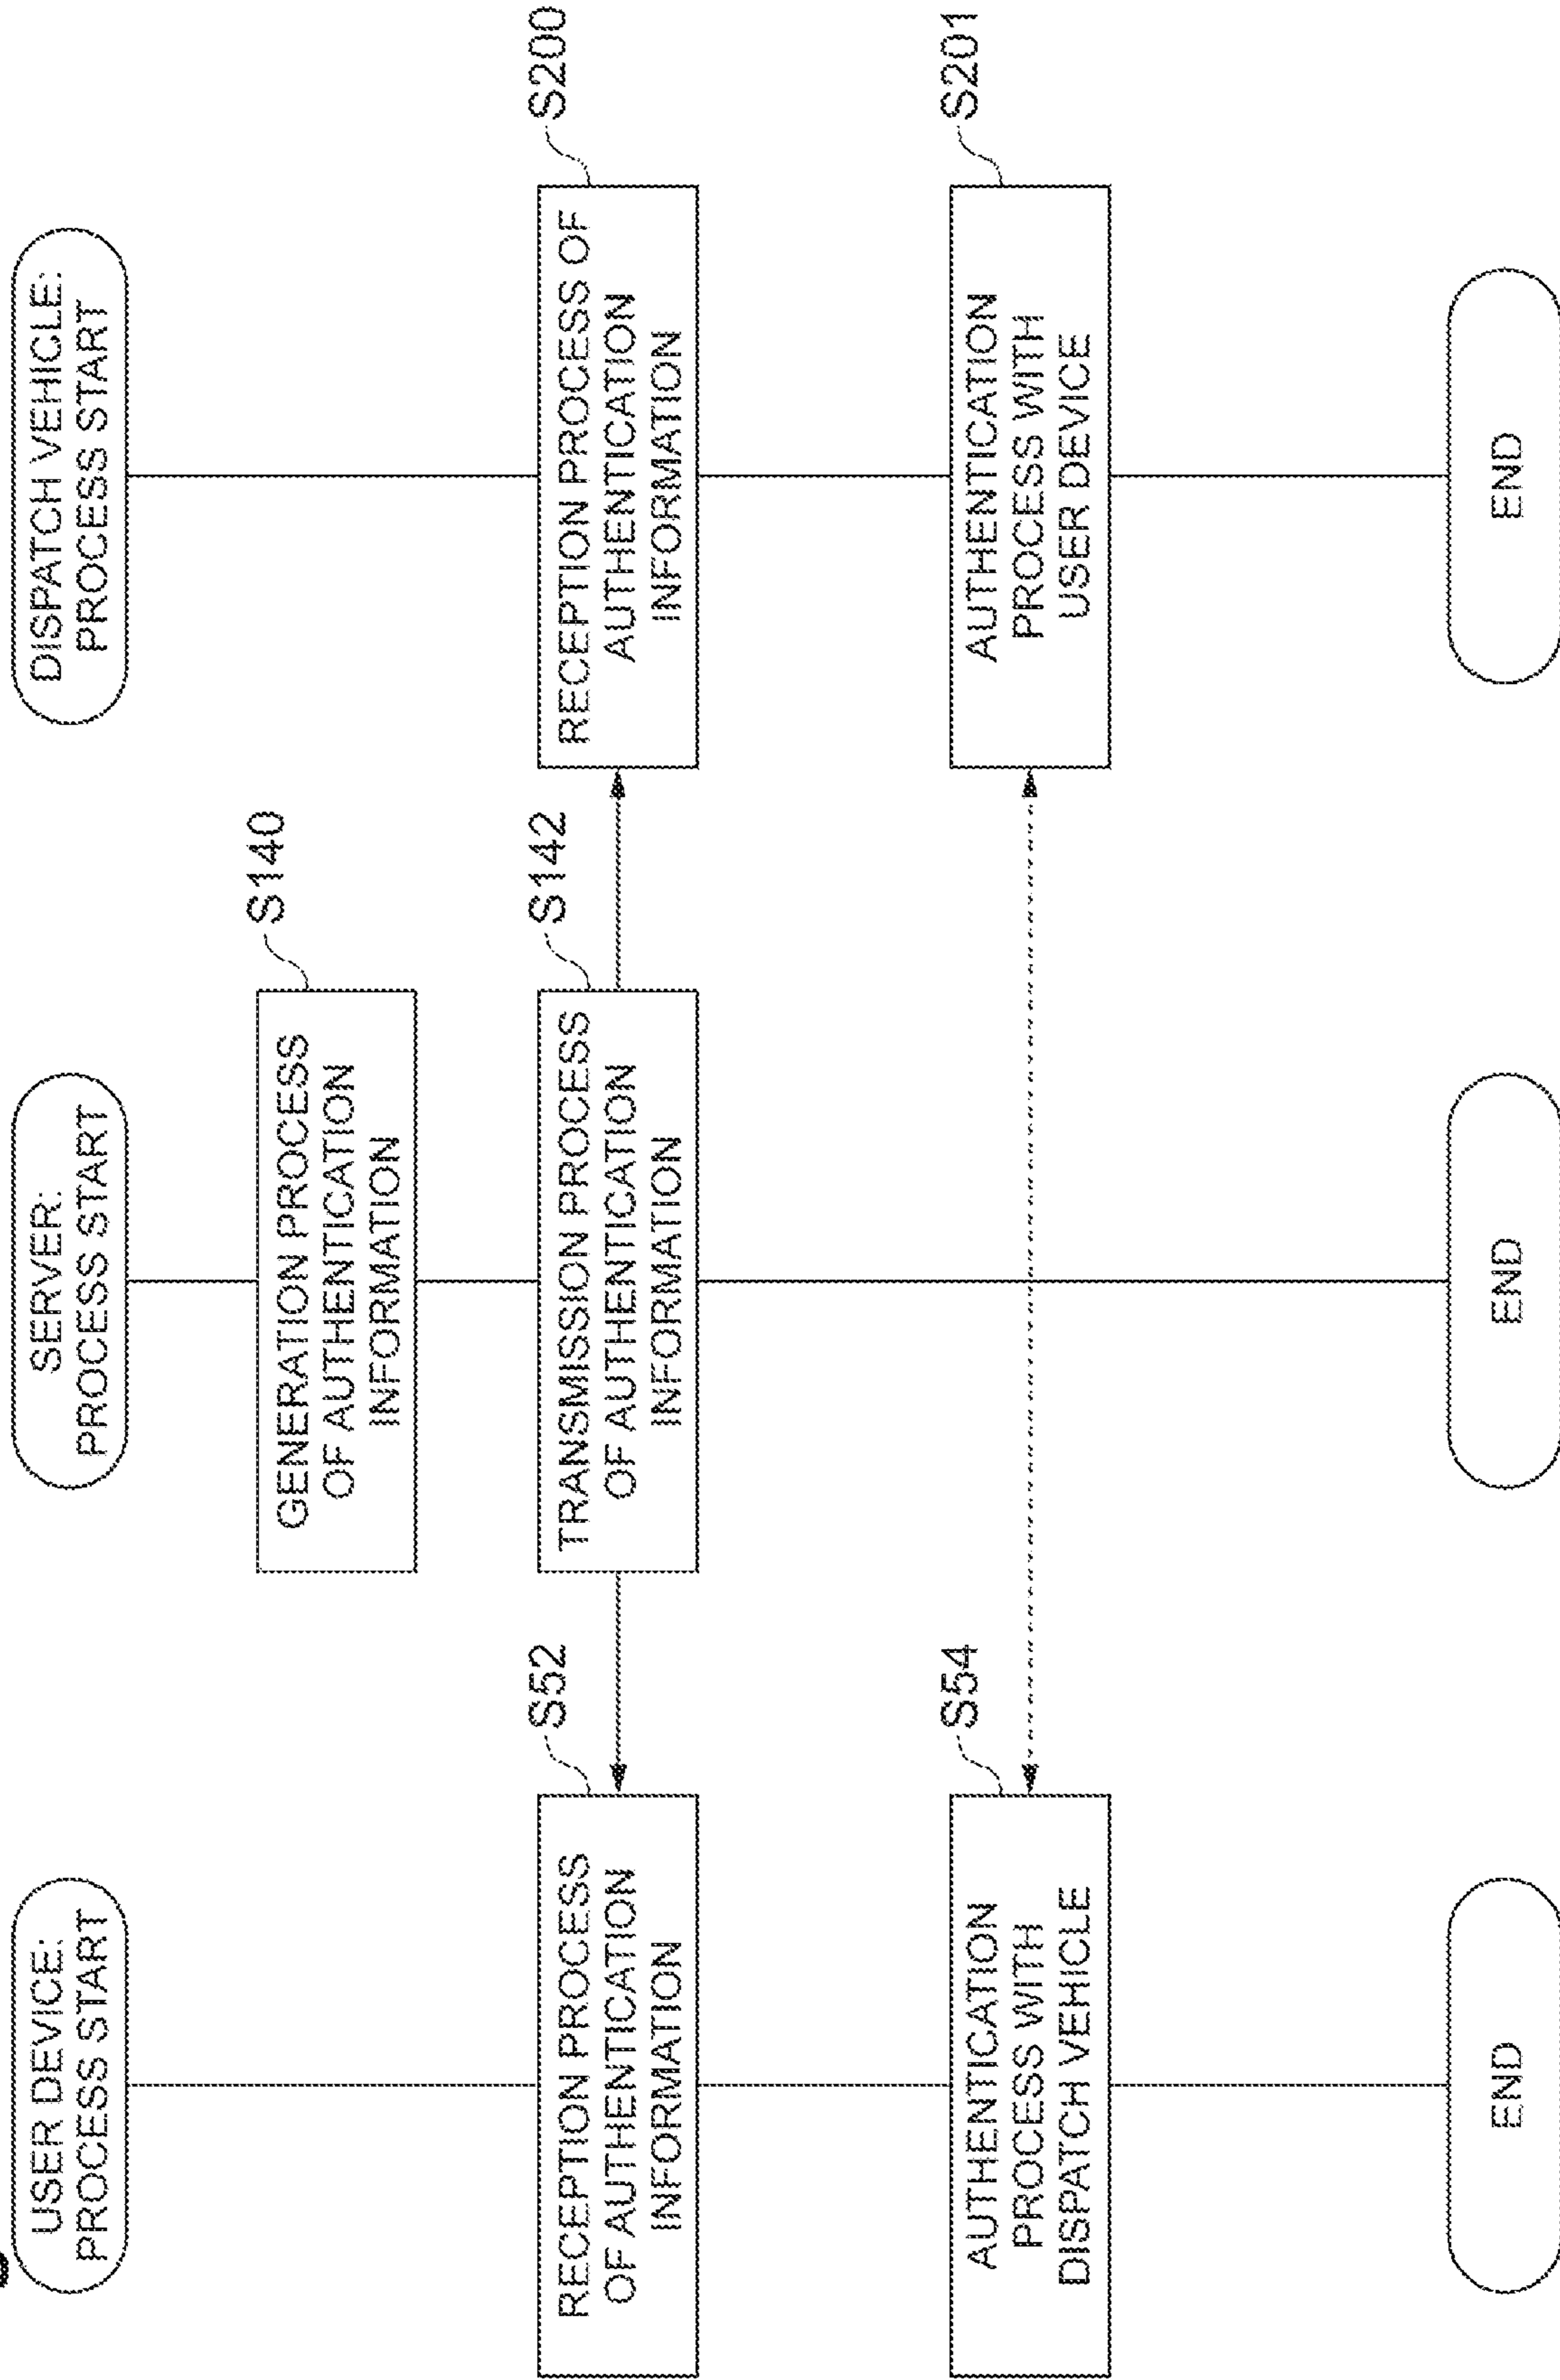 USER DEVICE:
PROCESS START
SERVER:
PROCESS START
DISPATCH VEHICLE:
PROCESS START
S140
GENERATION PROCESS
OF AUTHENTICATION
INFORMATION
S52
RECEPTION PROCESS
OF AUTHENTICATION
INFORMATION
S142
TRANSMISSION PROCESS
OF AUTHENTICATION
INFORMATION
S200
RECEPTION PROCESS OF
AUTHENTICATION
INFORMATION
S54
AUTHENTICATION
PROCESS WITH
DISPATCH VEHICLE
S201
AUTHENTICATION
PROCESS WITH
USER DEVICE
END
END
END